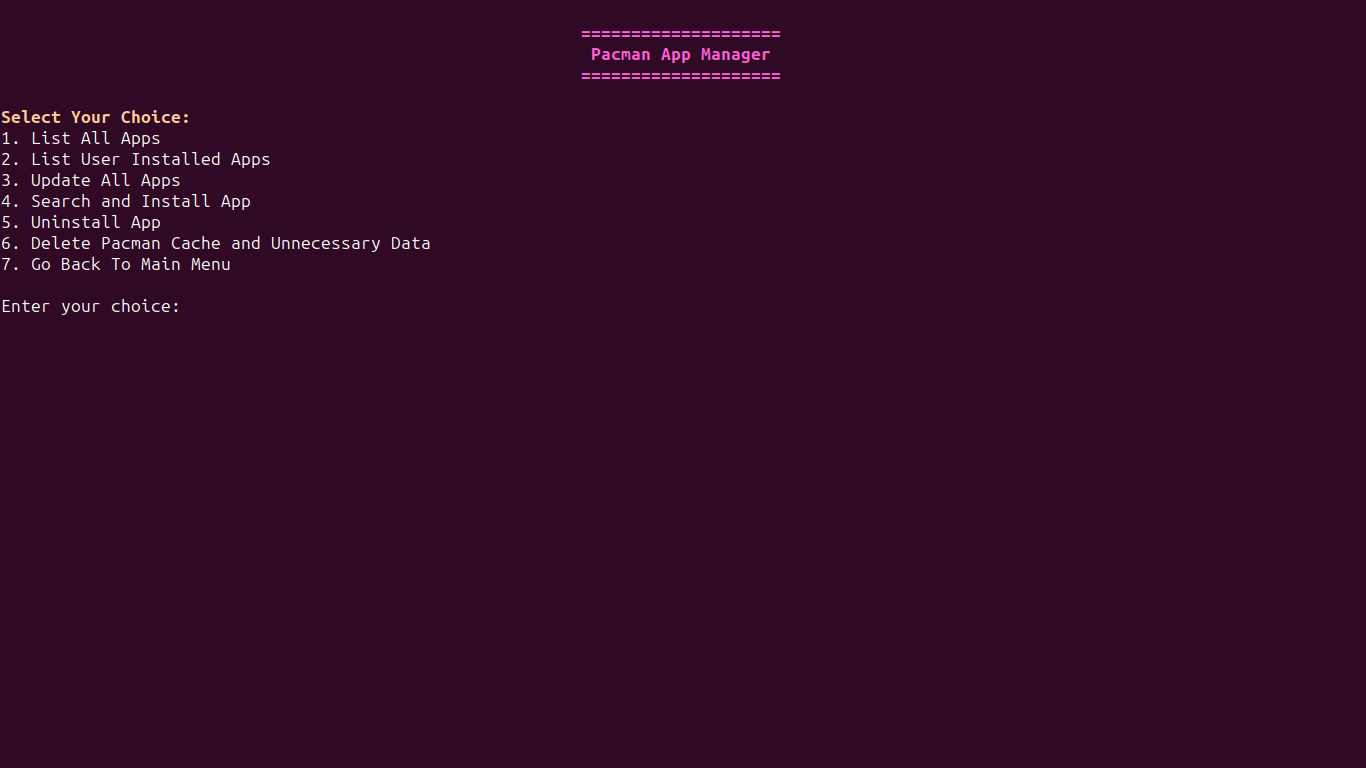 ====================
Pacman App Manager
====================
Select Your Choice:
1. List All Apps
2. List User Installed Apps
3. Update All Apps
4. Search and Install App
5. Uninstall App
6. Delete Pacman Cache and Unnecessary Data
7. Go Back To Main Menu
Enter your choice: